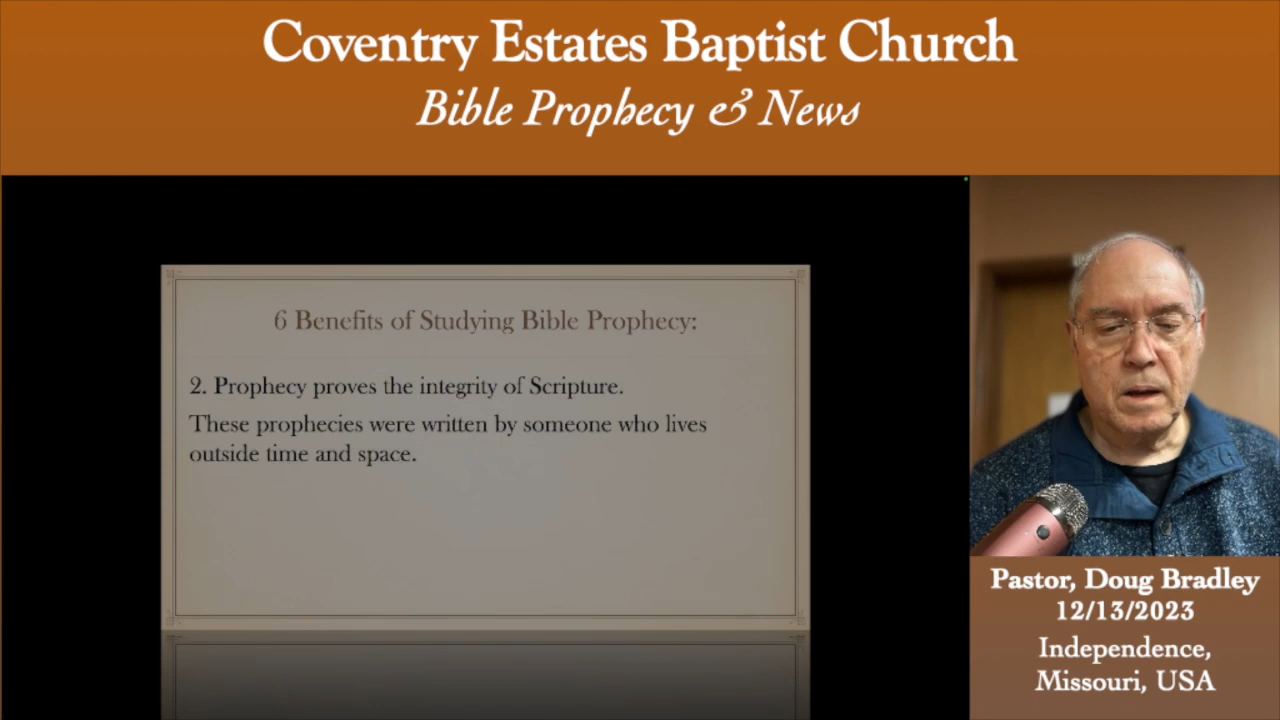 Coventry Estates Baptist Church
Bible Prophecy & News
6 Benefits of Studying Bible Prophecy:
2. Prophecy proves the integrity of Scripture.
These prophecies were written by someone who lives
outside time and space.
Pastor, Doug Bradley
12/13/2023
Independence,
Missouri, USA